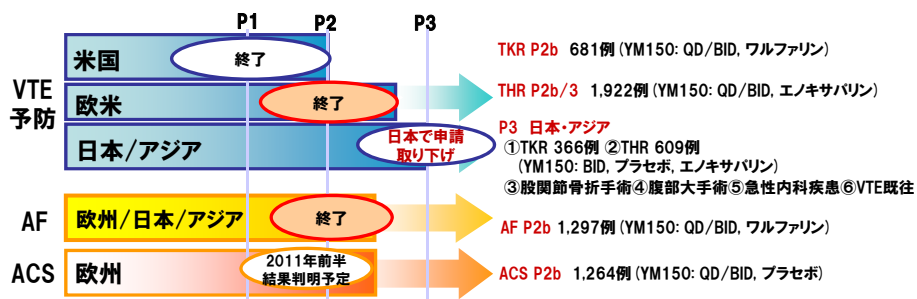 P1 P2 P3
VTE
予防
米国
終了
TKR P2b 681例 (YM150: QD/BID, ワルファリン)
欧米
終了
THR P2b/3 1,922例 (YM150: QD/BID, エノキサパリン)
日本/アジア
日本で申請
取り下げ
P3 日本・アジア
①TKR 366例 ②THR 609例
(YM150: BID, プラセボ, エノキサパリン)
③股関節骨折手術④腹部大手術⑤急性内科疾患⑥VTE既往
AF
欧州/日本/アジア
終了
AF P2b 1,297例 (YM150: QD/BID, ワルファリン)
ACS
欧州
2011年前半
結果判明予定
ACS P2b 1,264例 (YM150: QD/BID, プラセボ)